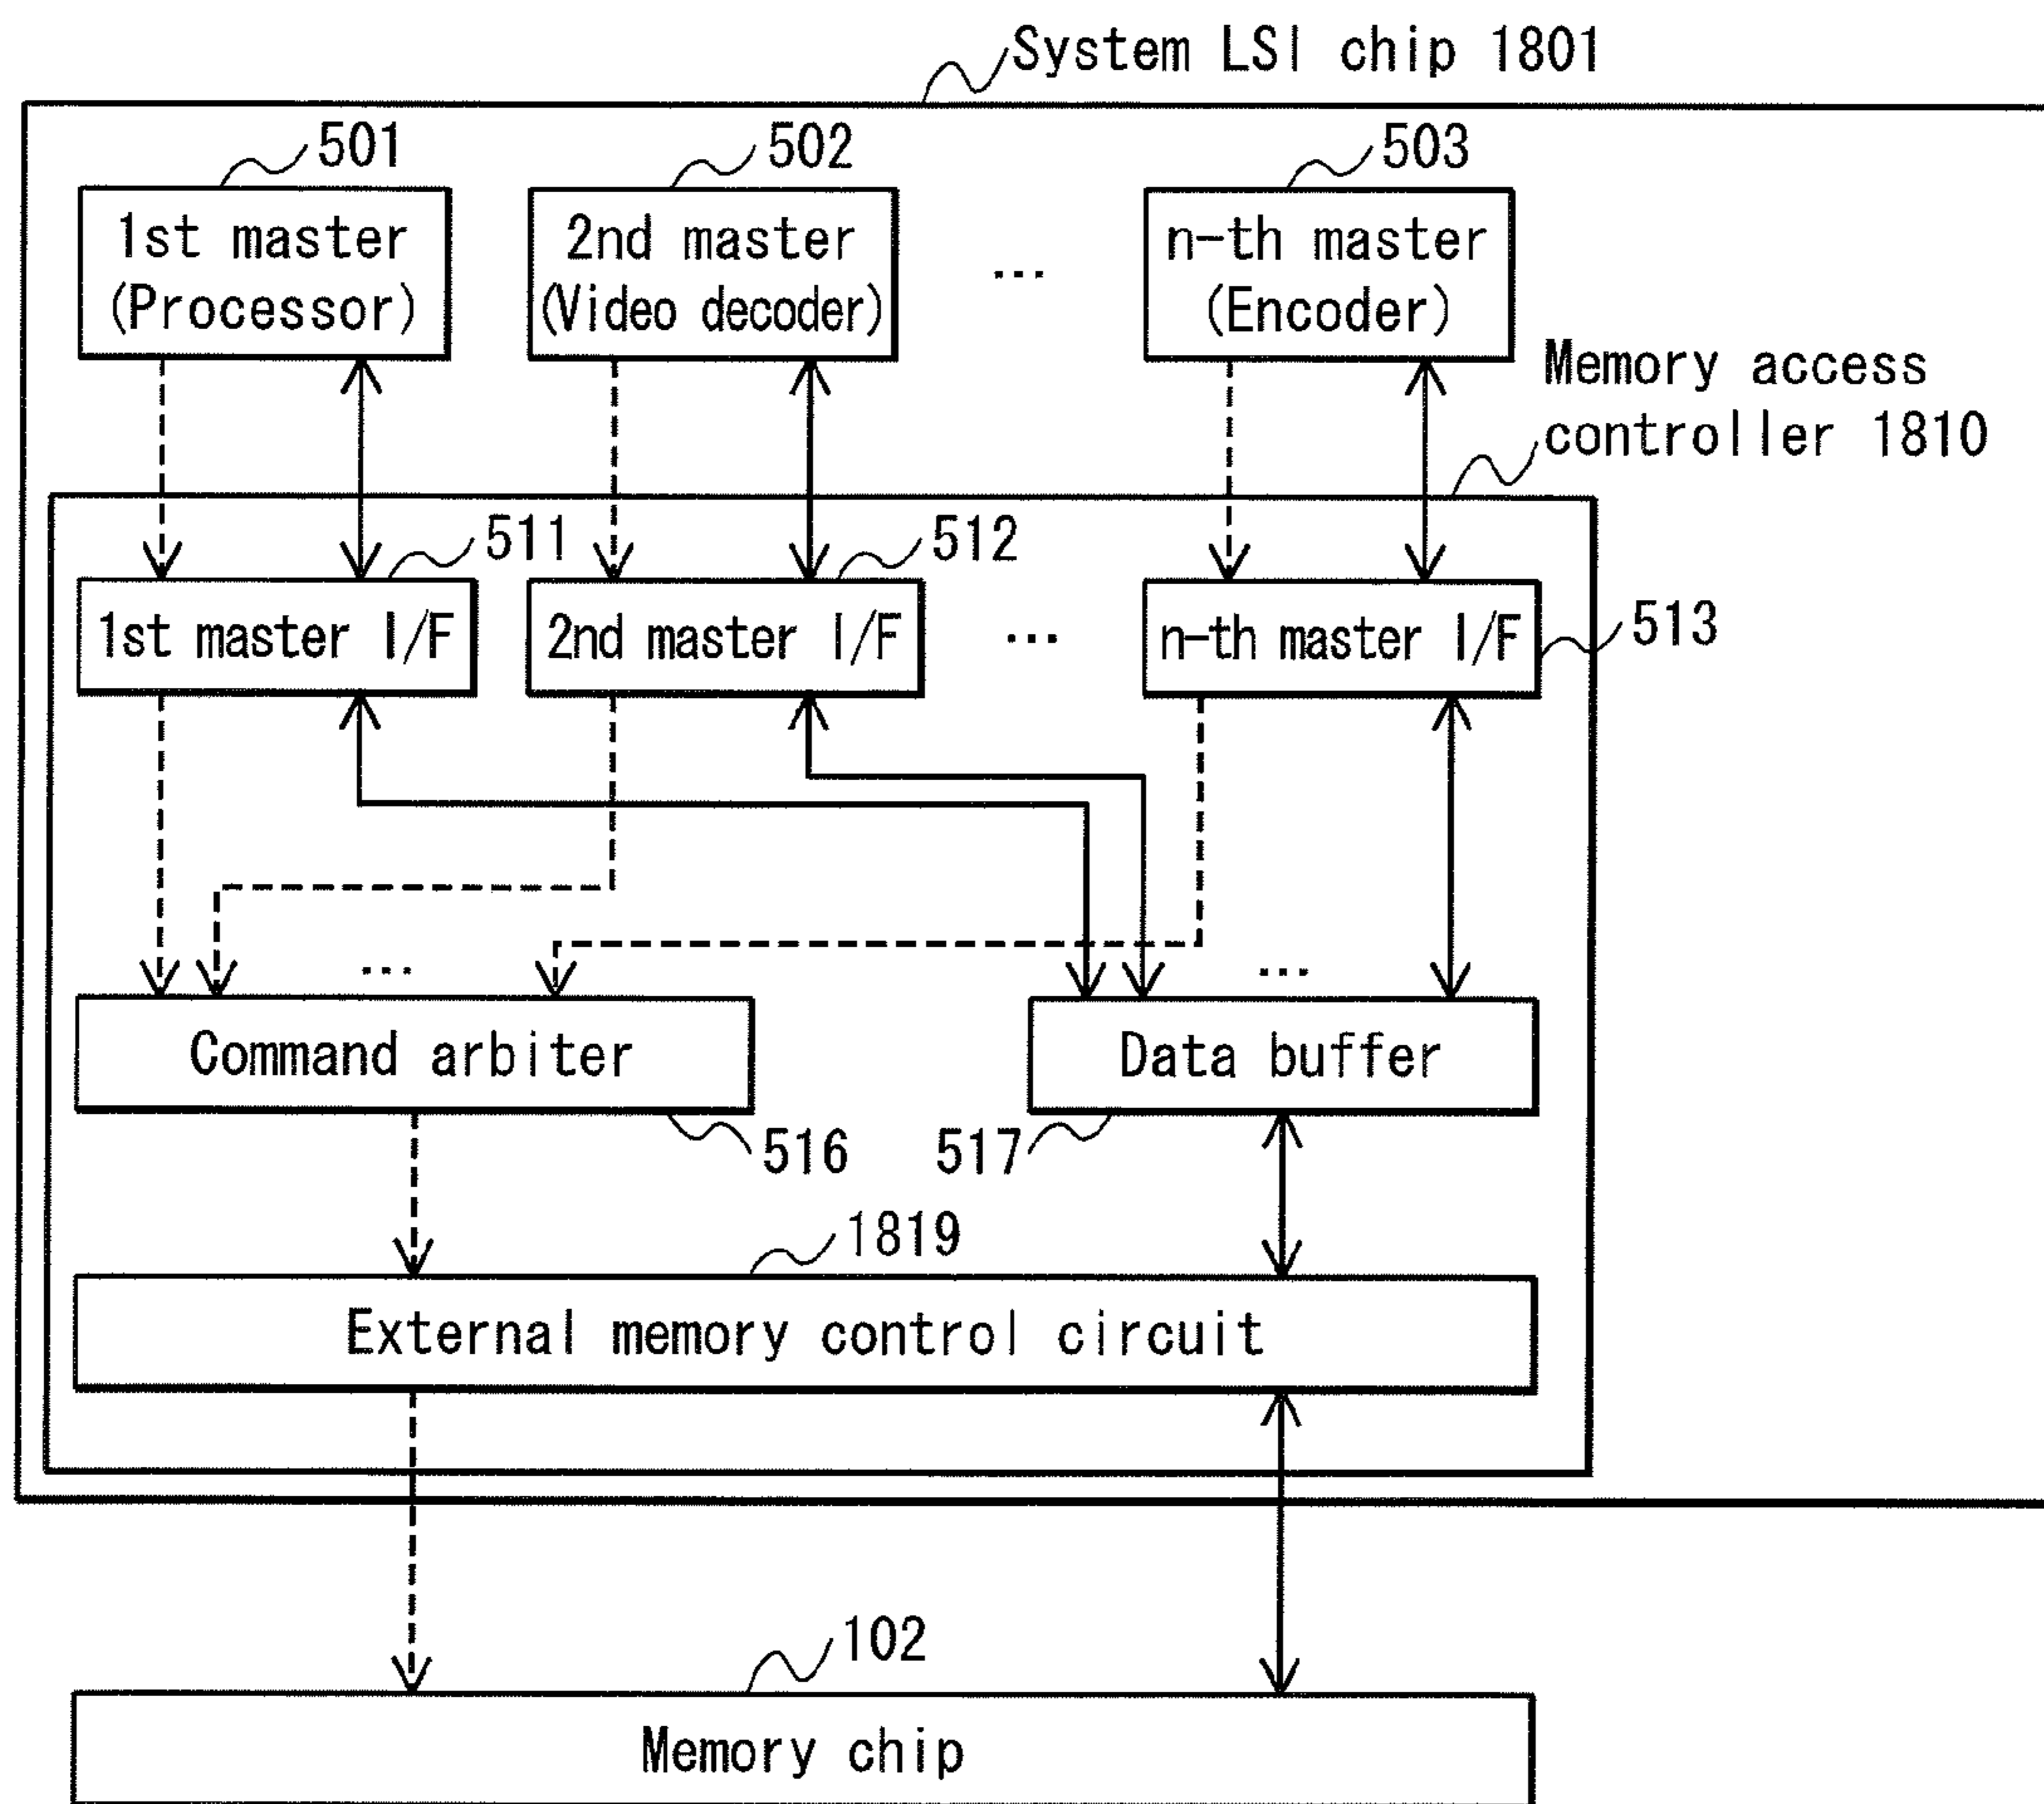 System LSI chip 1801
501
502
503
1st master
(Processor)
2nd master
(Video decoder)
...
n-th master
(Encoder)
Memory access
controller 1810
511
512
513
1st master I/F
2nd master I/F
...
n-th master I/F
...
...
Command arbiter
Data buffer
516
517
1819
External memory control circuit
102
Memory chip